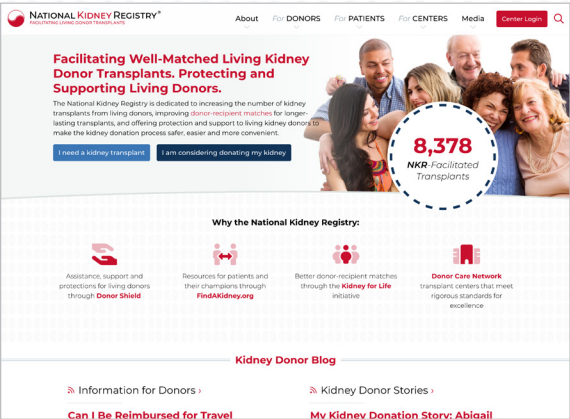 NATIONAL KIDNEY REGISTRY®
FACILITATING LIVING DONOR TRANSPLANTS
About
For DONORS
For PATIENTS
For CENTERS
Media
Center Login
Facilitating Well-Matched Living Kidney
Donor Transplants. Protecting and
Supporting Living Donors.
The National Kidney Registry is dedicated to increasing the number of kidney
transplants from living donors, improving donor-recipient matches for longer-
lasting transplants, and offering protection and support to living kidney donors to
make the kidney donation process safer, easier and more convenient.
I need a kidney transplant
I am considering donating my kidney
8,378
NKR-Facilitated
Transplants
Why the National Kidney Registry:
Assistance, support and
protections for living donors
through Donor Shield
Resources for patients and
their champions through
FindAKidney.org
Better donor-recipient matches
through the Kidney for Life
initiative
Donor Care Network
transplant centers that meet
rigorous standards for
excellence
Kidney Donor Blog
Information for Donors ›
Kidney Donor Stories ›
Can I Be Reimbursed for Travel
My Kidney Donation Story: Abigail